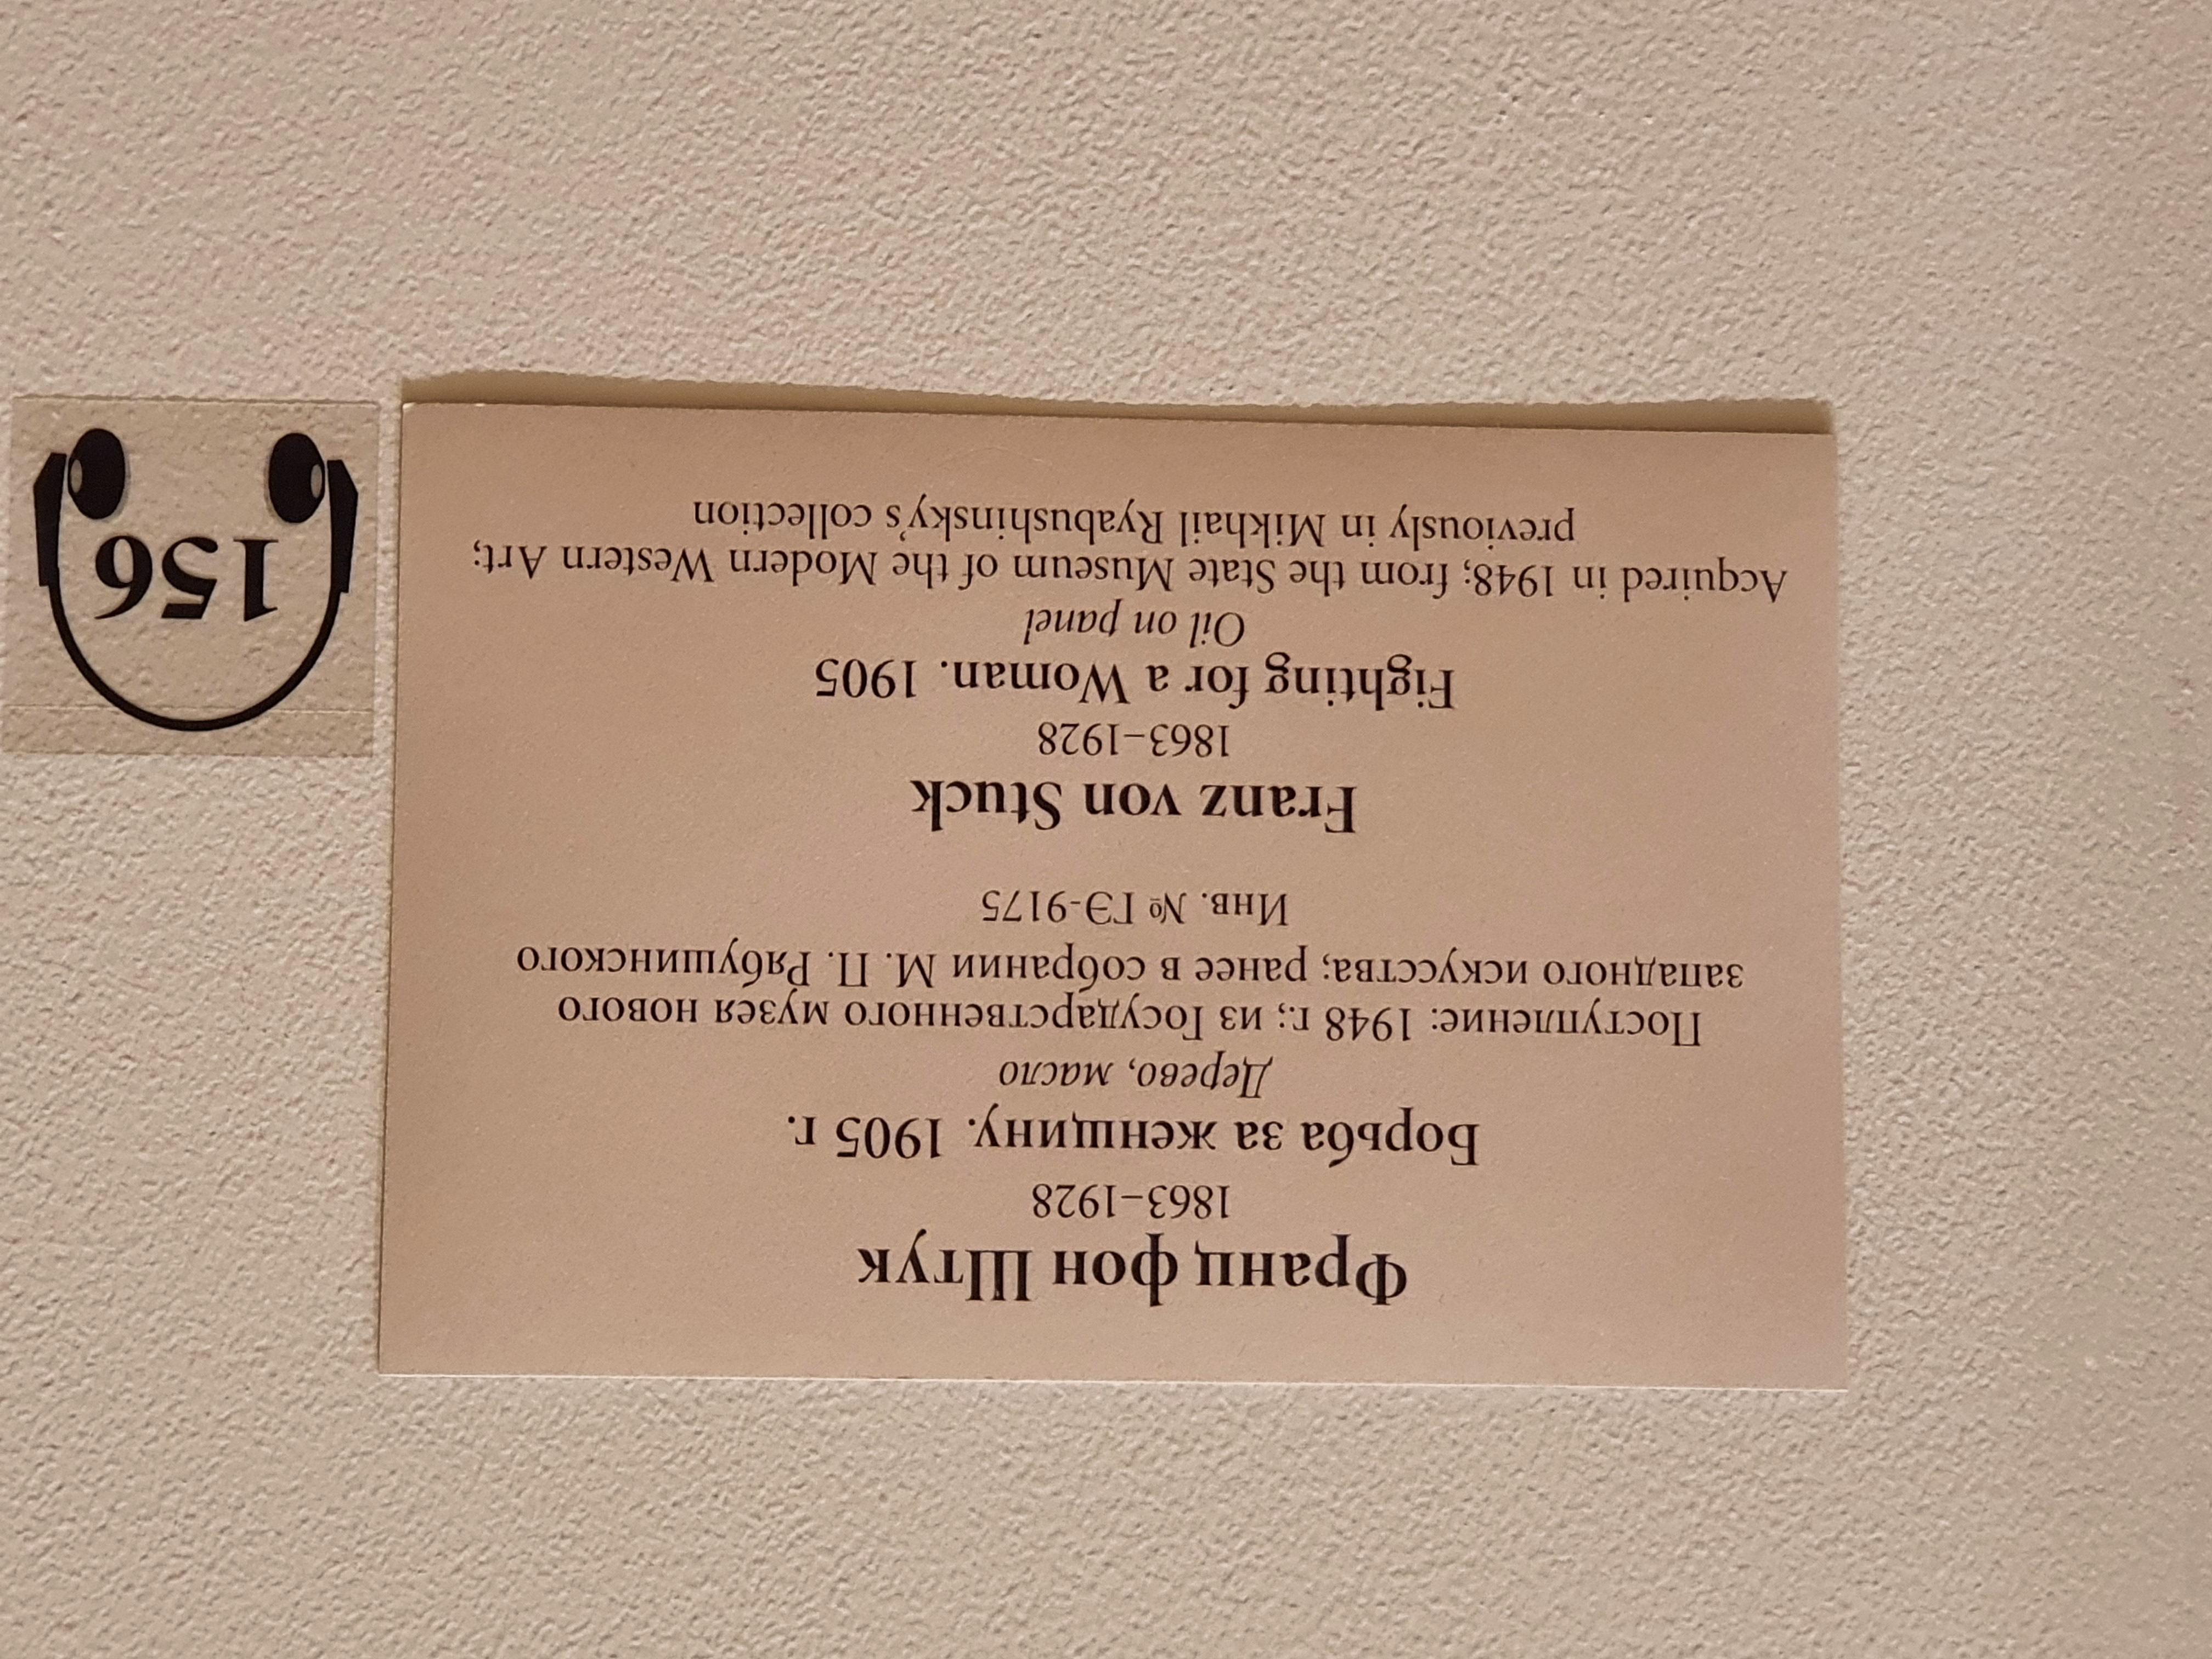 Франц фон Штук
1863–1928
Борьба за женщину. 1905 г.
Дерево, масло
Поступление: 1948 г.; из Государственного музея нового
западного искусства; ранее в собрании М. П. Рябушинского
Инв. № ГЭ-9175
Franz von Stuck
1863–1928
Fighting for a Woman. 1905
Oil on panel
Acquired in 1948; from the State Museum of the Modern Western Art;
previously in Mikhail Ryabushinsky's collection
156